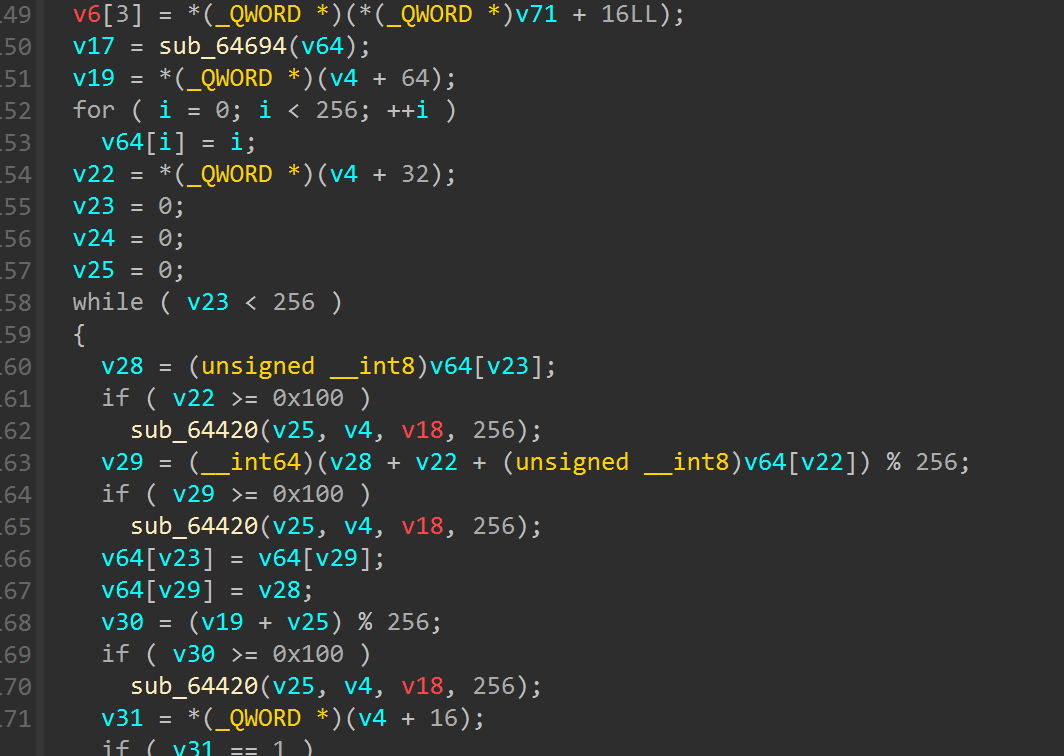 49 v6[3] = *(_QWORD *)(*(_QWORD *)v71 + 16LL);
50 v17 = sub_64694(v64);
51 v19 = *(_QWORD *)(v4 + 64);
52 for ( i = 0; i < 256; ++i )
53 v64[i] = i;
54 v22 = *(_QWORD *)(v4 + 32);
55 v23 = 0;
56 v24 = 0;
57 v25 = 0;
58 while ( v23 < 256 )
59 {
60 v28 = (unsigned __int8)v64[v23];
61 if ( v22 >= 0x100 )
62 sub_64420(v25, v4, v18, 256);
63 v29 = (__int64)(v28 + v22 + (unsigned __int8)v64[v22]) % 256;
64 if ( v29 >= 0x100 )
65 sub_64420(v25, v4, v18, 256);
66 v64[v23] = v64[v29];
67 v64[v29] = v28;
68 v30 = (v19 + v25) % 256;
69 if ( v30 >= 0x100 )
70 sub_64420(v25, v4, v18, 256);
71 v31 = *(_QWORD *)(v4 + 16);
if ( v31 == 1 )